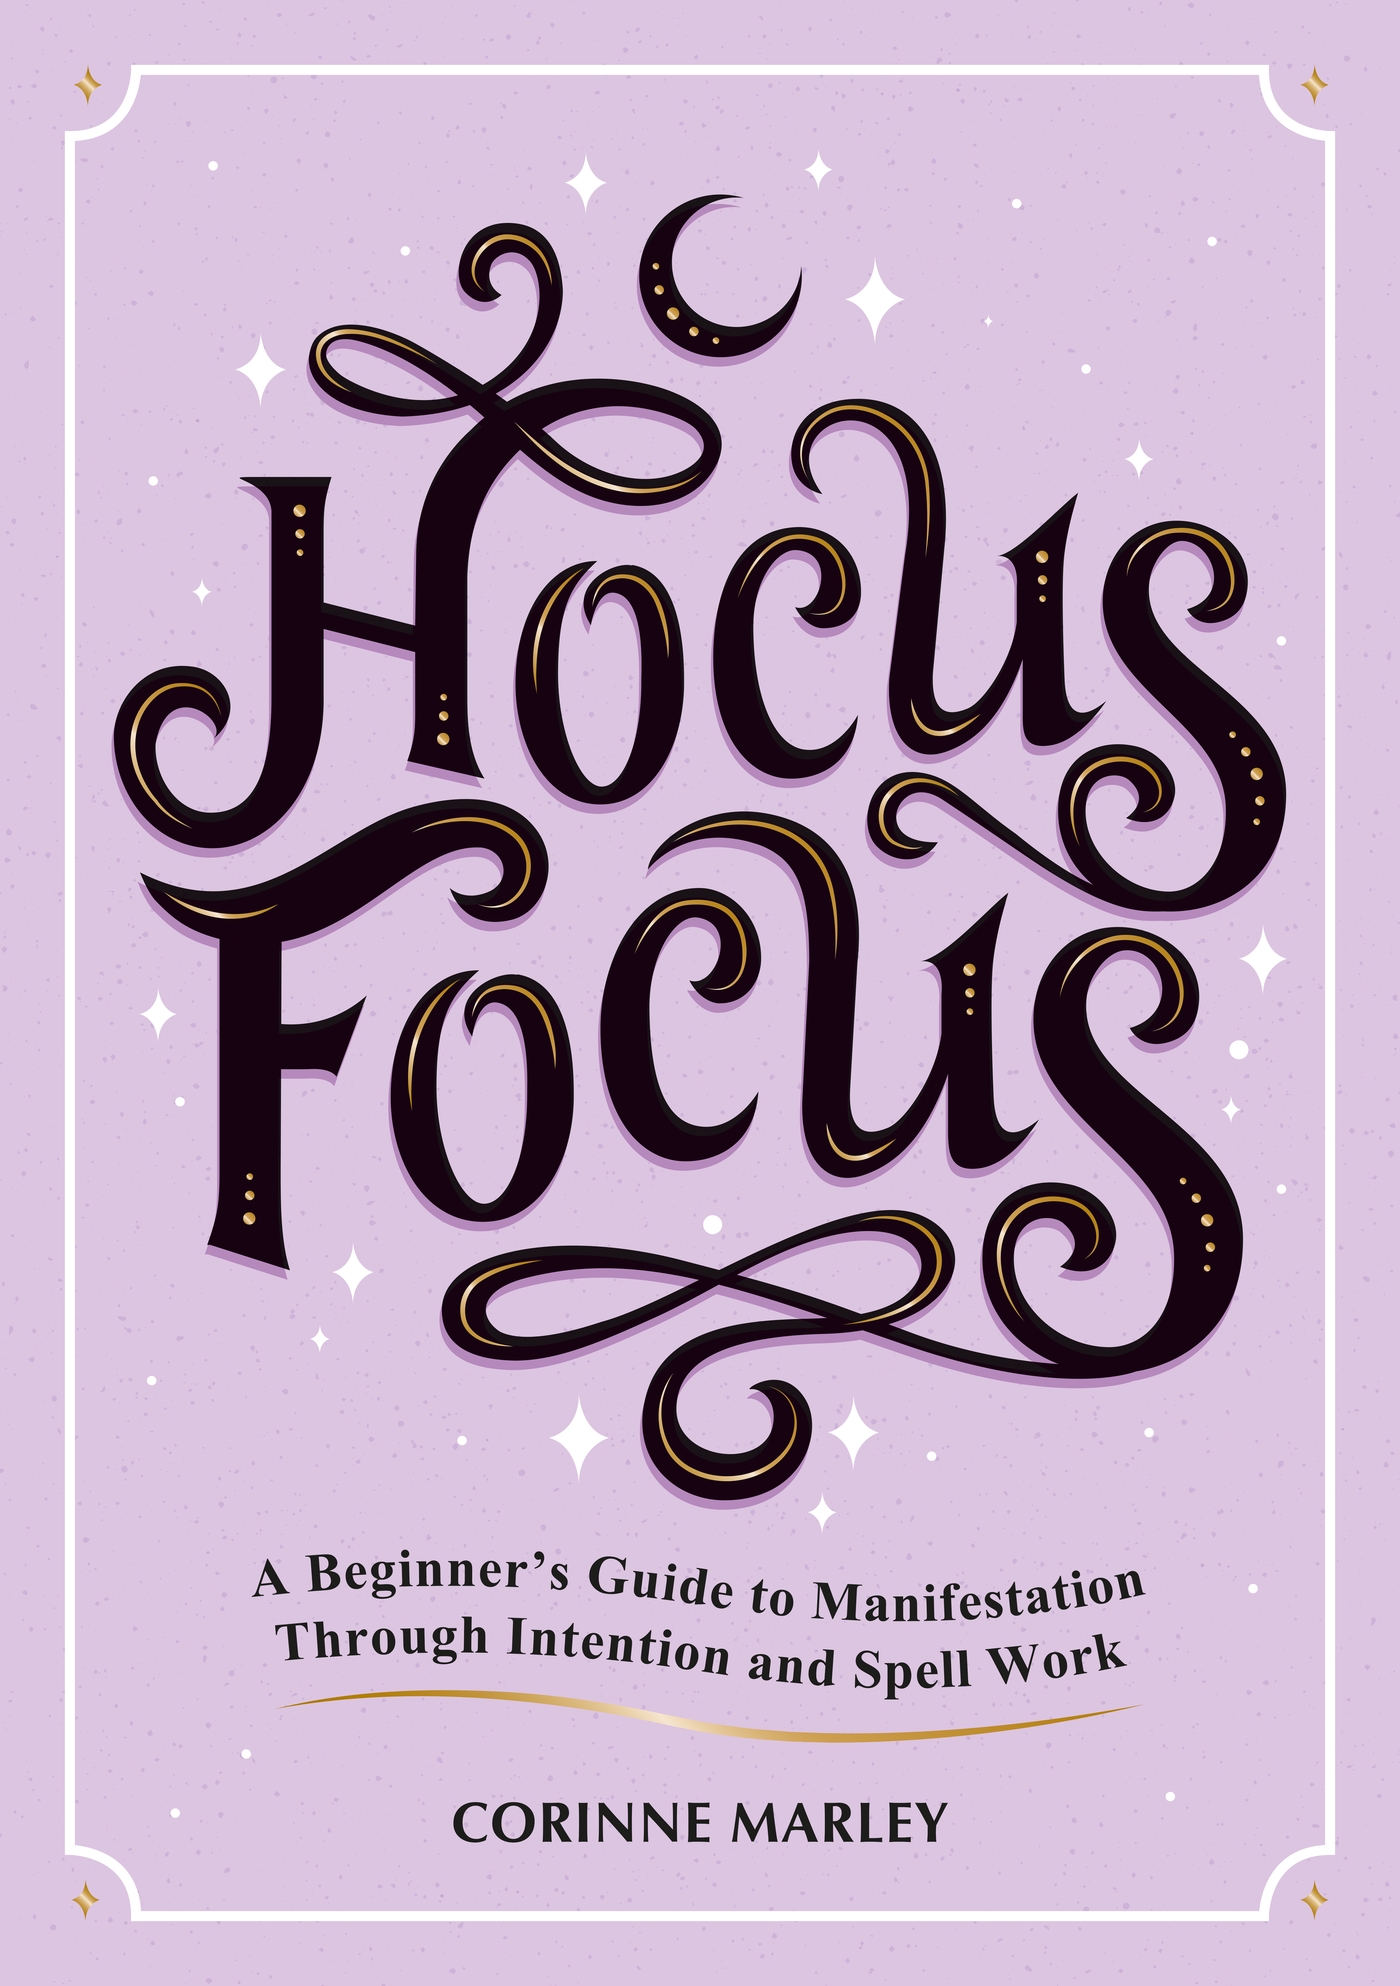 Hocus
Focus
A Beginner’s Guide to Manifestation
Through Intention and Spell Work
CORINNE MARLEY